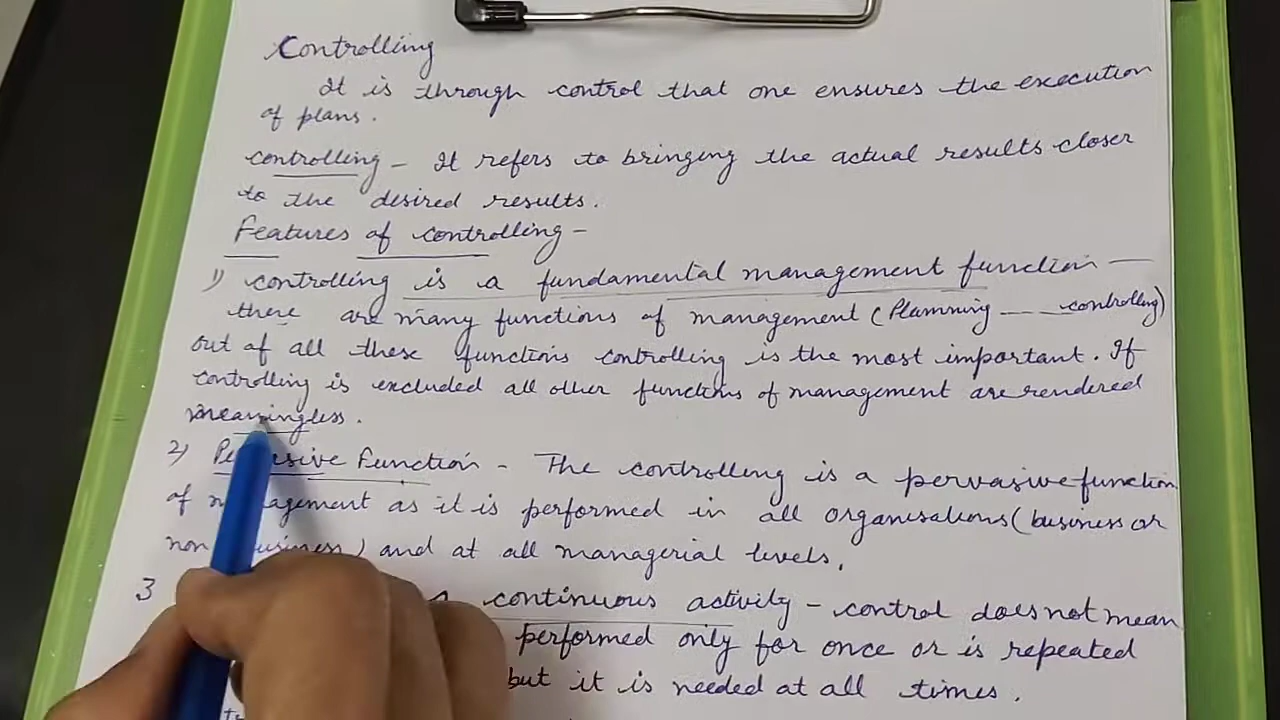 Controlling
It is through control that one ensures the execution
of plans.
controlling - It refers to bringing the actual results closer
to the desired results.
Features of controlling -
1) controlling is a fundamental management function -
there are many functions of management (Planning --- controlling)
out of all these functions controlling is the most important. If
controlling is excluded all other functions of management are rendered
meaningless.
2) Function - The controlling is a pervasive function
of management as it is performed in all organisations (business or
non business) and at all managerial levels.
3 continuous activity - control does not mean
performed only for once or is repeated
but it is needed at all times.